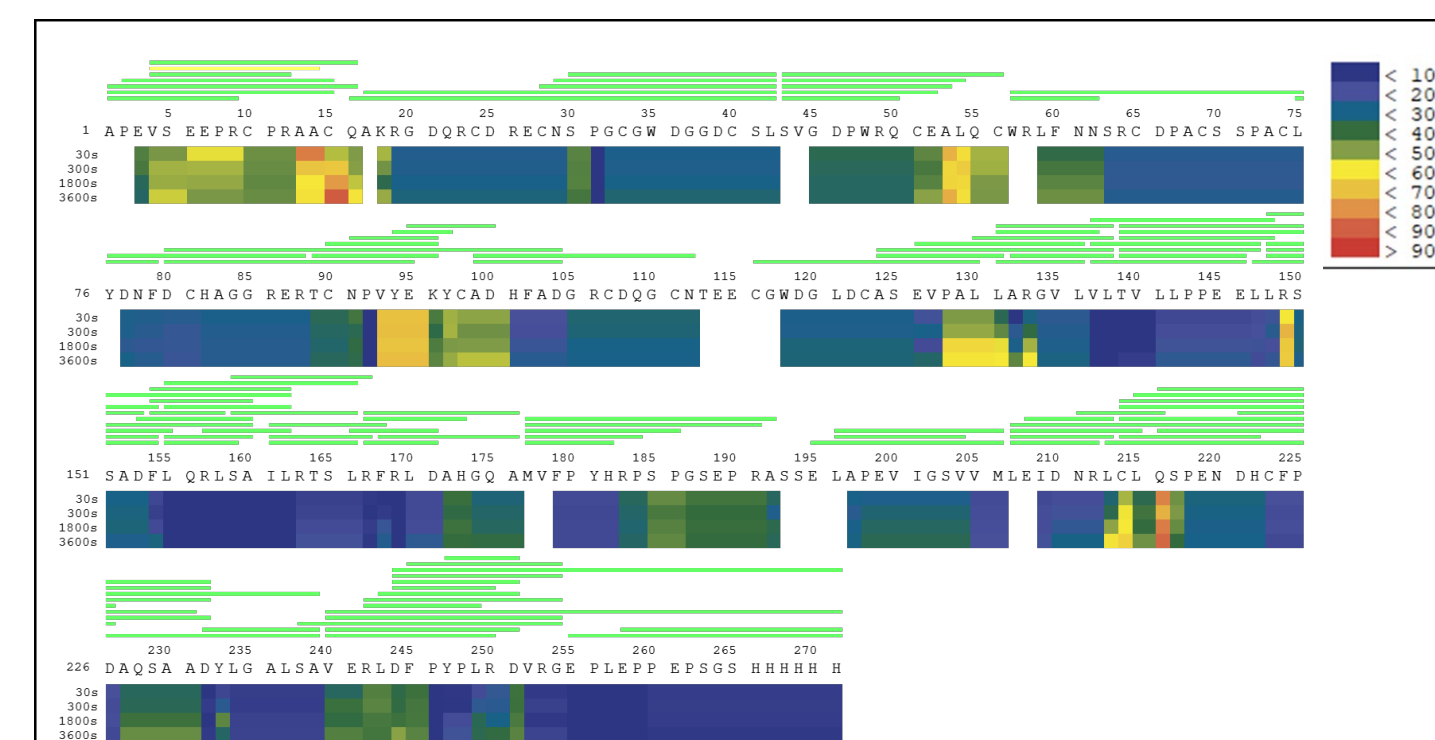 5 10 15 20 25 30 35 40 45 50 55 60 65 70 75
1 APEVS EEPRC PRAAC QAKRG DQRCD RECNS PGCGW DGGDC SLSVG DPWRQ CEALQ CWRLF NNSRC DPACS SPACL
30s
300s
1800s
3600s
< 10
< 20
< 30
< 40
< 50
< 60
< 70
< 80
< 90
> 90
80 85 90 95 100 105 110 115 120 125 130 135 140 145 150
76 YDNFD CHAGG RERTC NPVYE KYCAD HFADG RCDQG CNTEE CGWDG LDCAS EVPAL LARGV LVLTV LLPPE ELLRS
30s
300s
1800s
3600s
155 160 165 170 175 180 185 190 195 200 205 210 215 220 225
151 SADFL QRLSA ILRTS LRFRL DAHGQ AMVFP YHRPS PGSEP RASSE LAPEV IGSVV MLEID NRLCL QSPEN DHCFP
30s
300s
1800s
3600s
230 235 240 245 250 255 260 265 270
226 DAQSA ADYLG ALSAV ERLDF PYPLR DVRGE PLEPP EPSGS HHHHH H
30s
300s
1800s
3600s